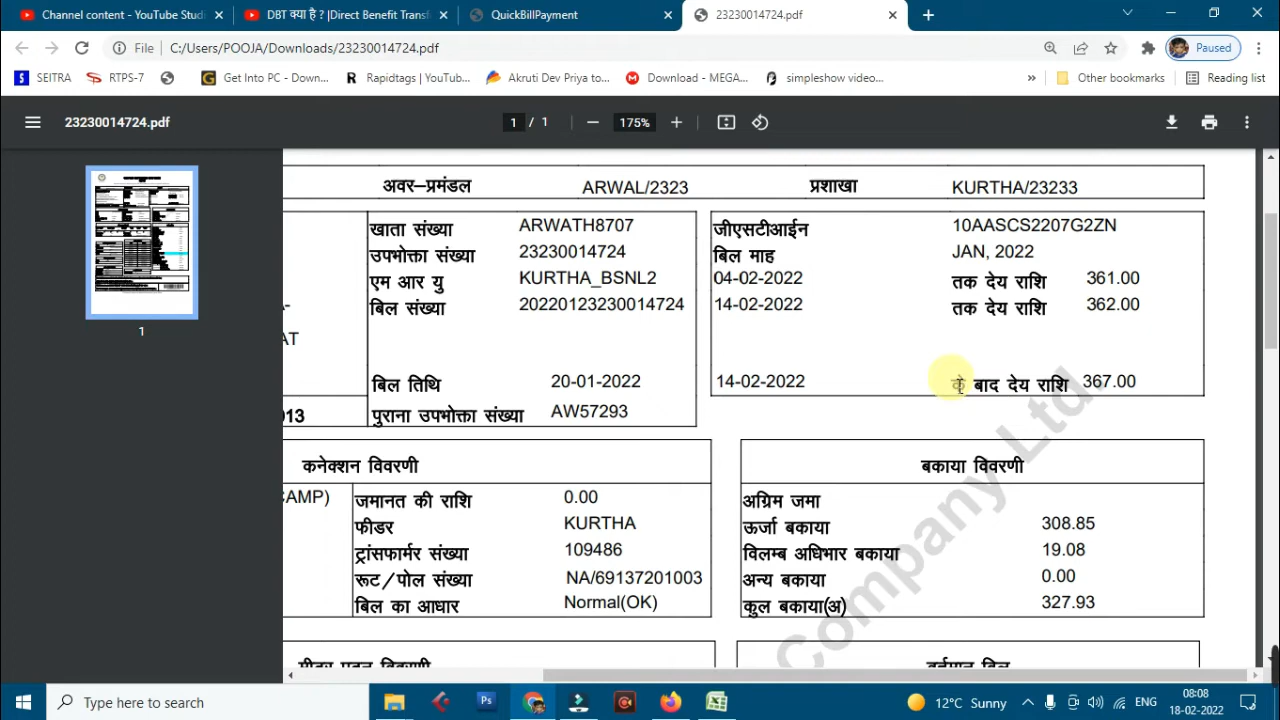 Channel content - YouTube Studi
DBT क्या है ? |Direct Benefit Transf
QuickBillPayment
23230014724.pdf
File
C:/Users/POOJA/Downloads/23230014724.pdf
Paused
SEITRA
RTPS-7
Get Into PC - Down...
Rapidtags | YouTub...
Akruti Dev Priya to...
Download - MEGA...
simpleshow video...
»
Other bookmarks
Reading list
23230014724.pdf
1 / 1
175%
1
अवर–प्रमंडल ARWAL/2323 प्रशाखा KURTHA/23233
खाता संख्या ARWATH8707 जीएसटीआईन 10AASCS2207G2ZN
उपभोक्ता संख्या 23230014724 बिल माह JAN, 2022
एम आर यु KURTHA_BSNL2 04-02-2022 तक देय राशि 361.00
बिल संख्या 20220123230014724 14-02-2022 तक देय राशि 362.00
A-
AT
बिल तिथि 20-01-2022 14-02-2022 के बाद देय राशि 367.00
013 पुराना उपभोक्ता संख्या AW57293
कनेक्शन विवरणी बकाया विवरणी
CAMP) जमानत की राशि 0.00 अग्रिम जमा
फीडर KURTHA ऊर्जा बकाया 308.85
ट्रांसफार्मर संख्या 109486 विलम्ब अधिभार बकाया 19.08
रूट/पोल संख्या NA/69137201003 अन्य बकाया 0.00
बिल का आधार Normal(OK) कुल बकाया(अ) 327.93
Company Ltd.
Type here to search
12°C Sunny
ENG
08:08
18-02-2022